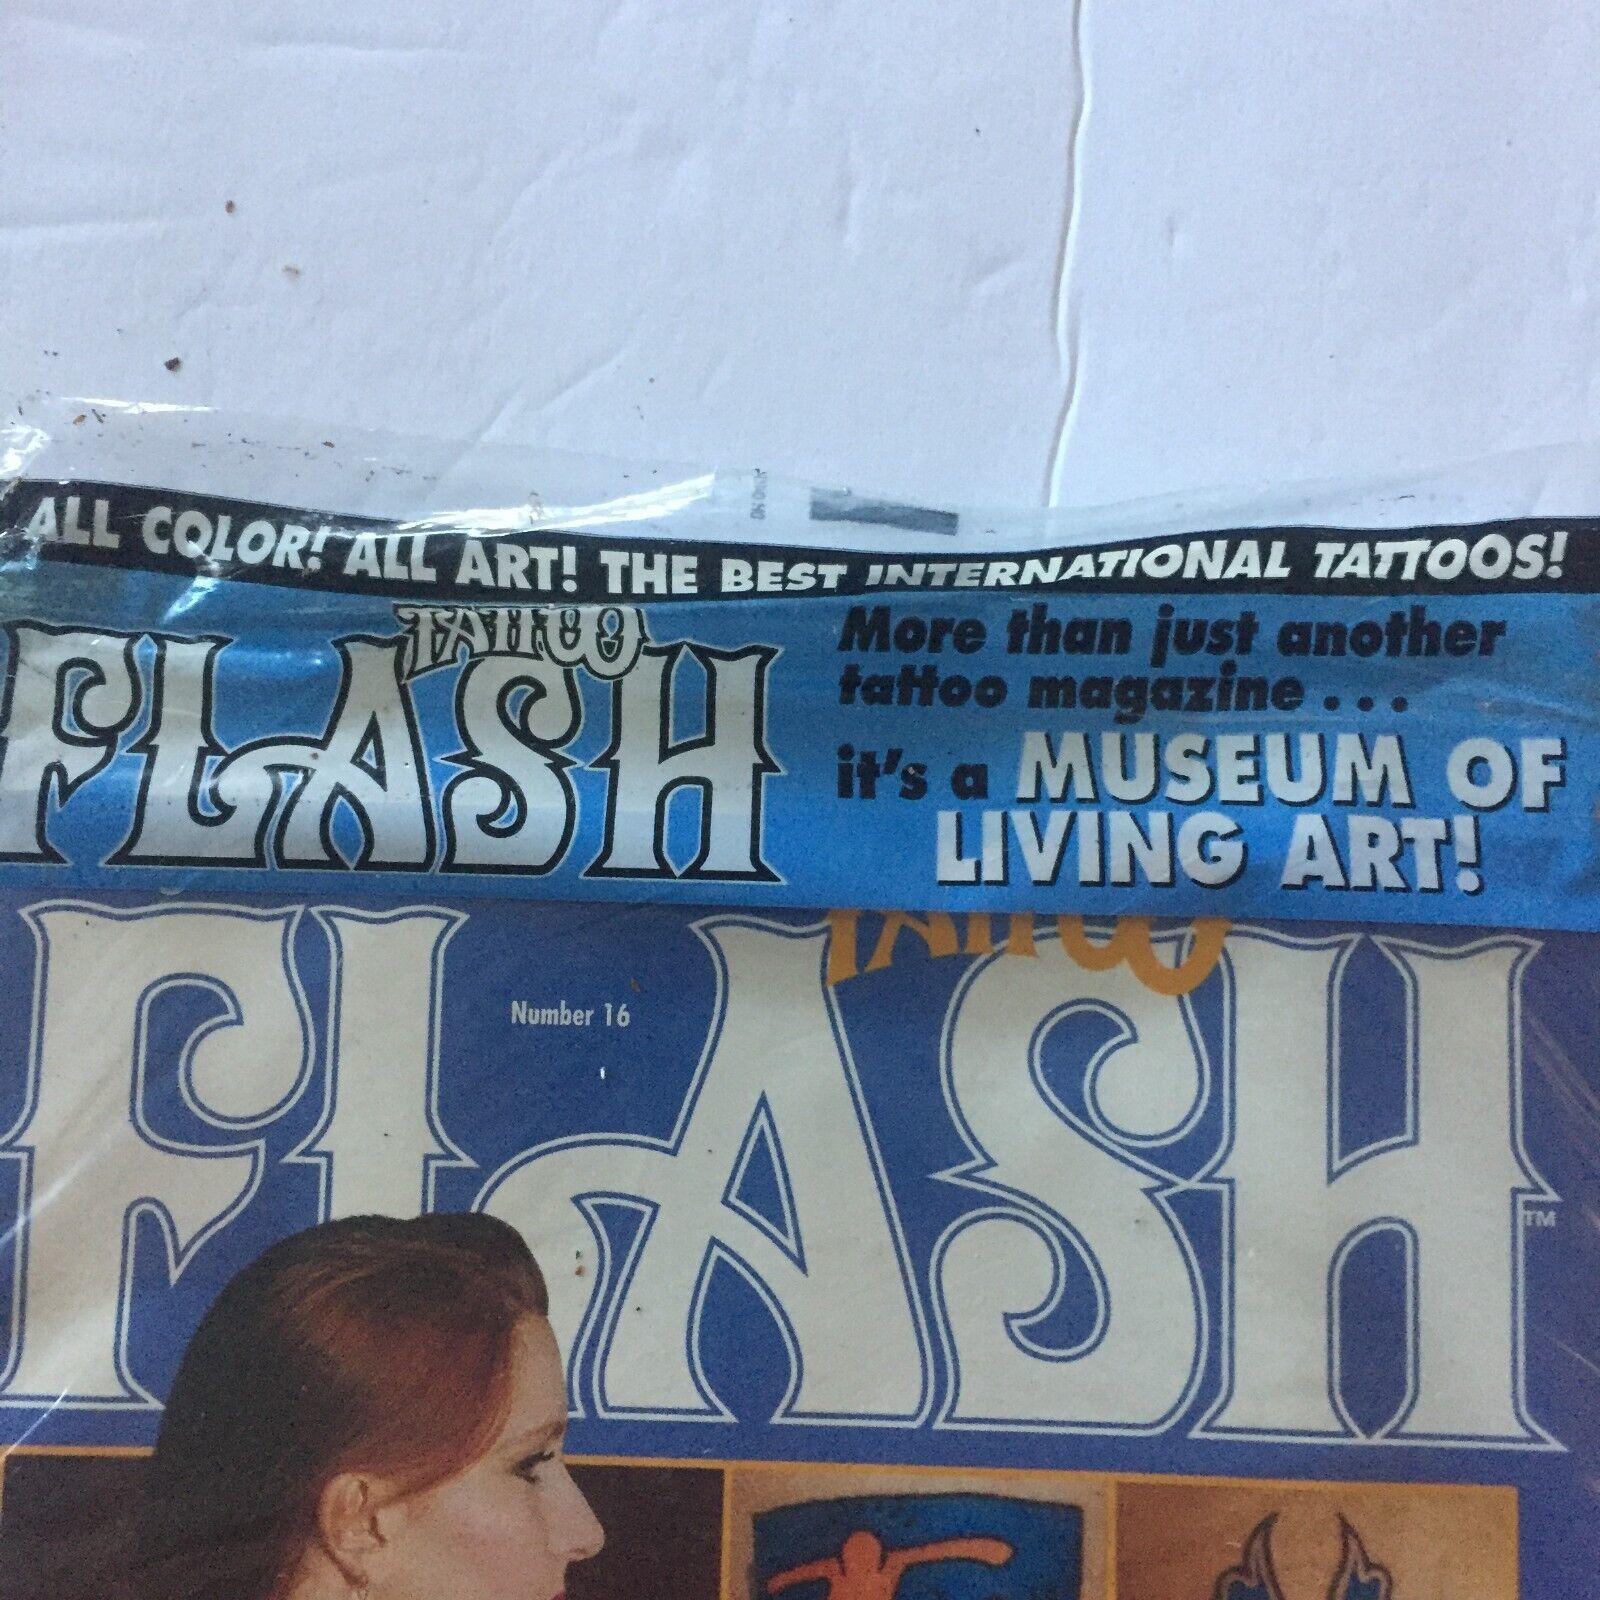 ALL COLOR! ALL ART! THE BEST INTERNATIONAL TATTOOS!
TATTOO
FLASH
More than just another
tattoo magazine . . .
it's a MUSEUM OF
LIVING ART!
TATTOO
FLASH
Number 16
TM